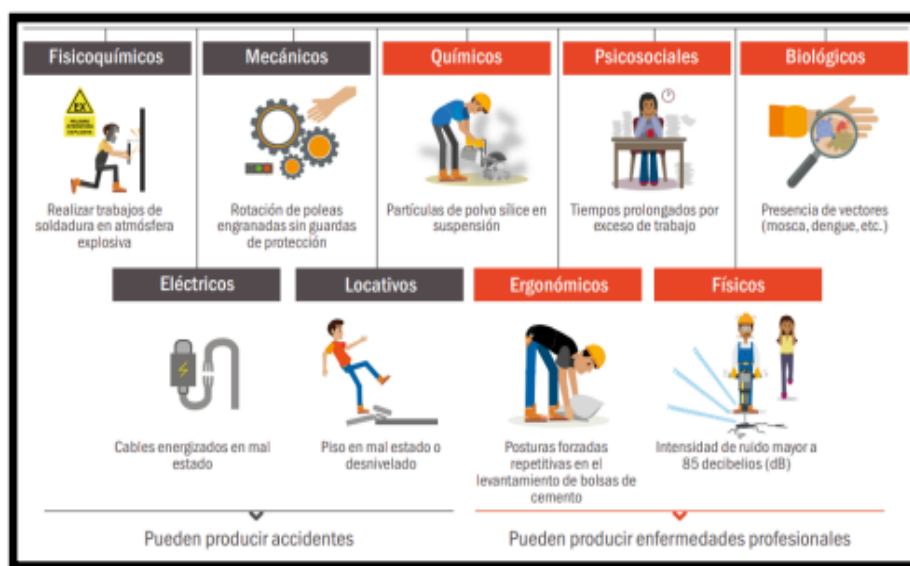 Fisicoquímicos
Mecánicos
Químicos
Psicosociales
Biológicos
EX
Realizar trabajos de
soldadura en atmósfera
explosiva
Rotación de poleas
engranadas sin guardas
de protección
Partículas de polvo sílice en
suspensión
Tiempos prolongados por
exceso de trabajo
Presencia de vectores
(mosca, dengue, etc.)
Eléctricos
Locativos
Ergonómicos
Físicos
Cables energizados en mal
estado
Piso en mal estado o
desnivelado
Posturas forzadas
repetitivas en el
levantamiento de bolsas de
cemento
Intensidad de ruido mayor a
85 decibelios (dB)
Pueden producir accidentes
Pueden producir enfermedades profesionales